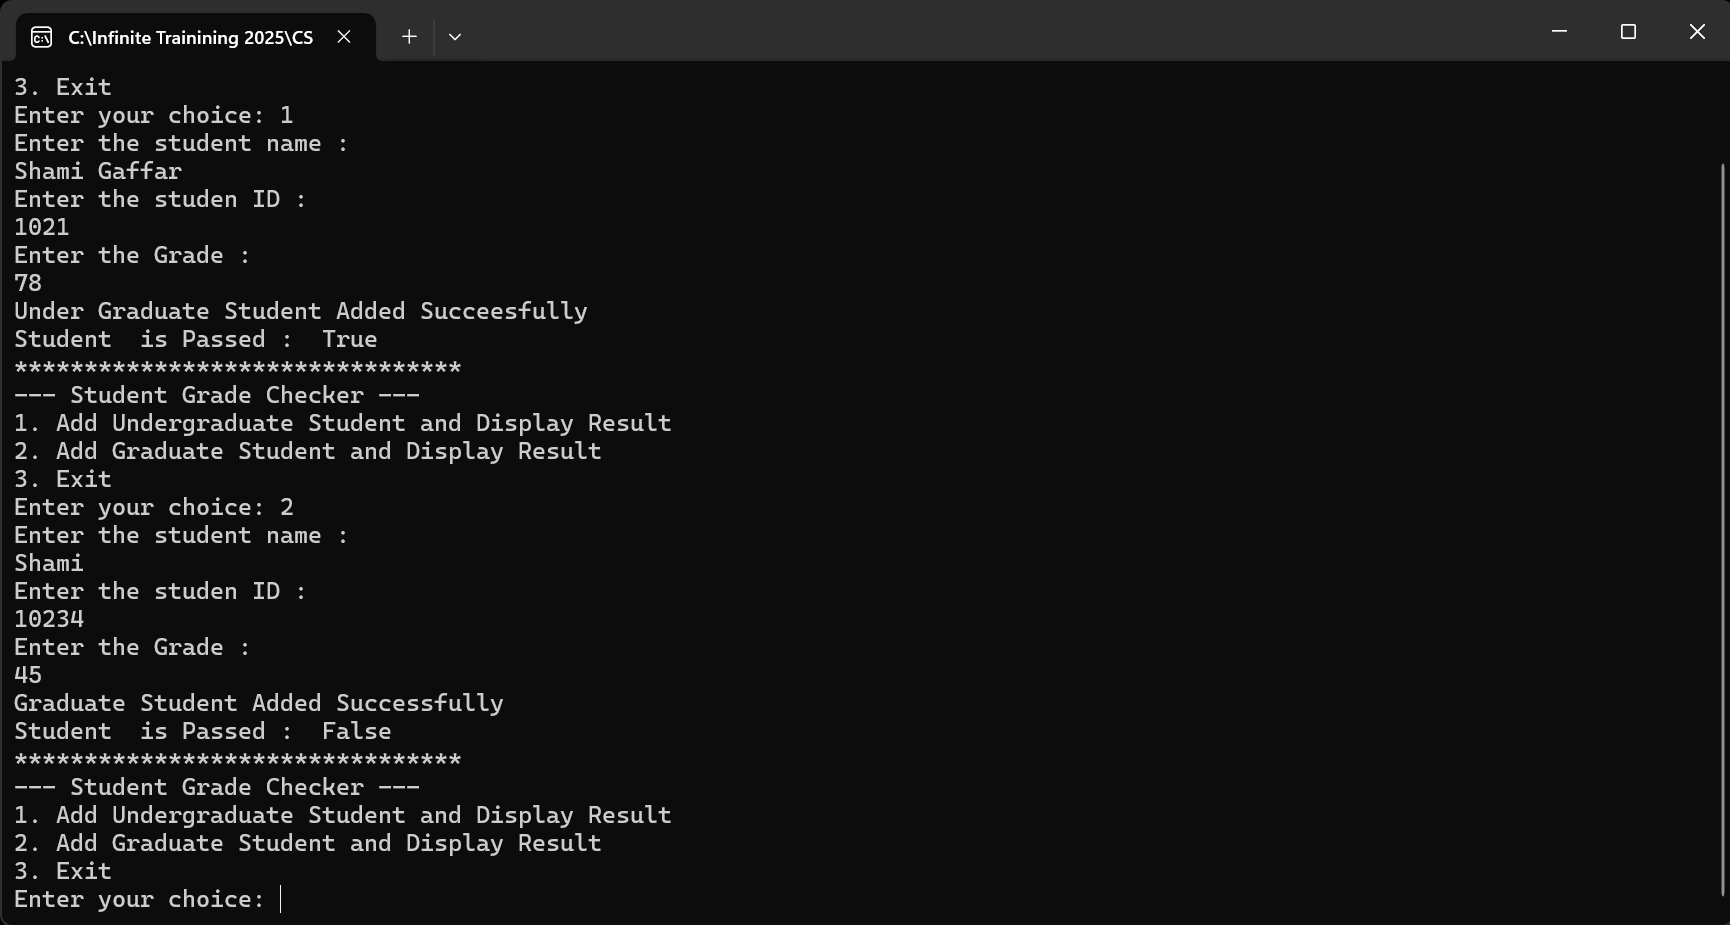 C:\Infinite Trainining 2025\CS
3. Exit
Enter your choice: 1
Enter the student name :
Shami Gaffar
Enter the studen ID :
1021
Enter the Grade :
78
Under Graduate Student Added Succeesfully
Student  is Passed :  True
********************************
--- Student Grade Checker ---
1. Add Undergraduate Student and Display Result
2. Add Graduate Student and Display Result
3. Exit
Enter your choice: 2
Enter the student name :
Shami
Enter the studen ID :
10234
Enter the Grade :
45
Graduate Student Added Successfully
Student  is Passed :  False
********************************
--- Student Grade Checker ---
1. Add Undergraduate Student and Display Result
2. Add Graduate Student and Display Result
3. Exit
Enter your choice: